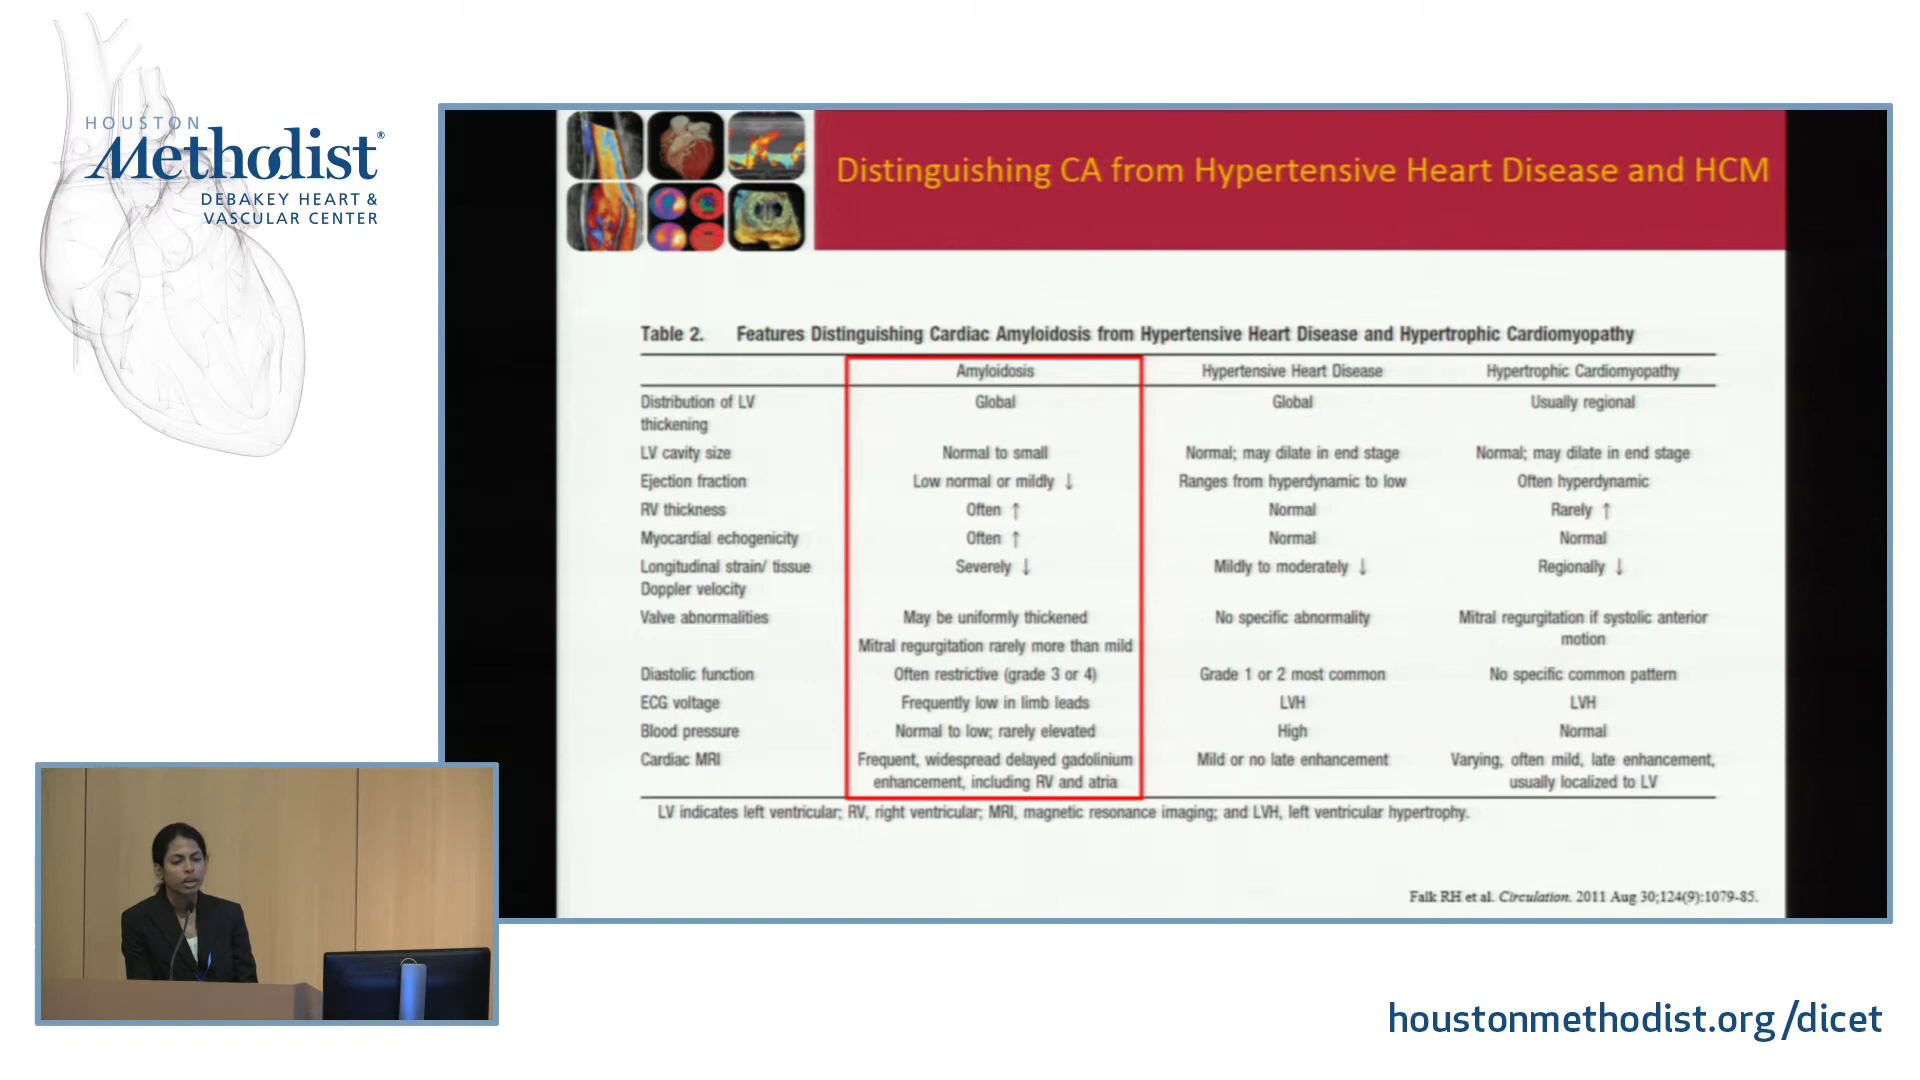 HOUSTON
Methodist®
DEBAKEY HEART &
VASCULAR CENTER
Distinguishing CA from Hypertensive Heart Disease and HCM
Table 2. Features Distinguishing Cardiac Amyloidosis from Hypertensive Heart Disease and Hypertrophic Cardiomyopathy
Amyloidosis Hypertensive Heart Disease Hypertrophic Cardiomyopathy
Distribution of LV Global Global Usually regional
thickening
LV cavity size Normal to small Normal; may dilate in end stage Normal; may dilate in end stage
Ejection fraction Low normal or mildly ↓ Ranges from hyperdynamic to low Often hyperdynamic
RV thickness Often ↑ Normal Rarely ↑
Myocardial echogenicity Often ↑ Normal Normal
Longitudinal strain/ tissue Severely ↓ Mildly to moderately ↓ Regionally ↓
Doppler velocity
Valve abnormalities May be uniformly thickened No specific abnormality Mitral regurgitation if systolic anterior
motion
Mitral regurgitation rarely more than mild
Diastolic function Often restrictive (grade 3 or 4) Grade 1 or 2 most common No specific common pattern
ECG voltage Frequently low in limb leads LVH LVH
Blood pressure Normal to low; rarely elevated High Normal
Cardiac MRI Frequent, widespread delayed gadolinium Mild or no late enhancement Varying, often mild, late enhancement,
enhancement, including RV and atria usually localized to LV
LV indicates left ventricular; RV, right ventricular; MRI, magnetic resonance imaging; and LVH, left ventricular hypertrophy.
Falk RH et al. Circulation. 2011 Aug 30;124(9):1079-85.
houstonmethodist.org/dicet